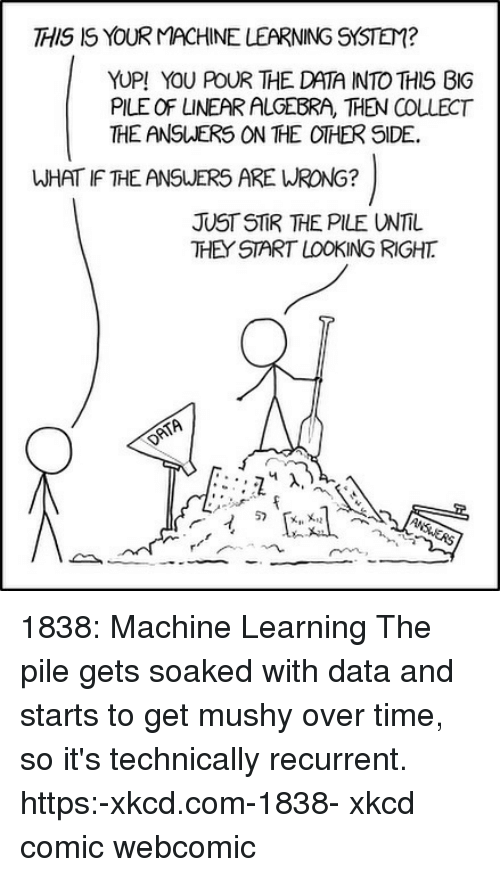 THIS IS YOUR MACHINE LEARNING SYSTEM?
YUP! YOU POUR THE DATA INTO THIS BIG
PILE OF LINEAR ALGEBRA, THEN COLLECT
THE ANSWERS ON THE OTHER SIDE.
WHAT IF THE ANSWERS ARE WRONG?
JUST STIR THE PILE UNTIL
THEY START LOOKING RIGHT.
DATA
ANSWERS
1838: Machine Learning The
pile gets soaked with data and
starts to get mushy over time,
so it's technically recurrent.
https:-xkcd.com-1838- xkcd
comic webcomic